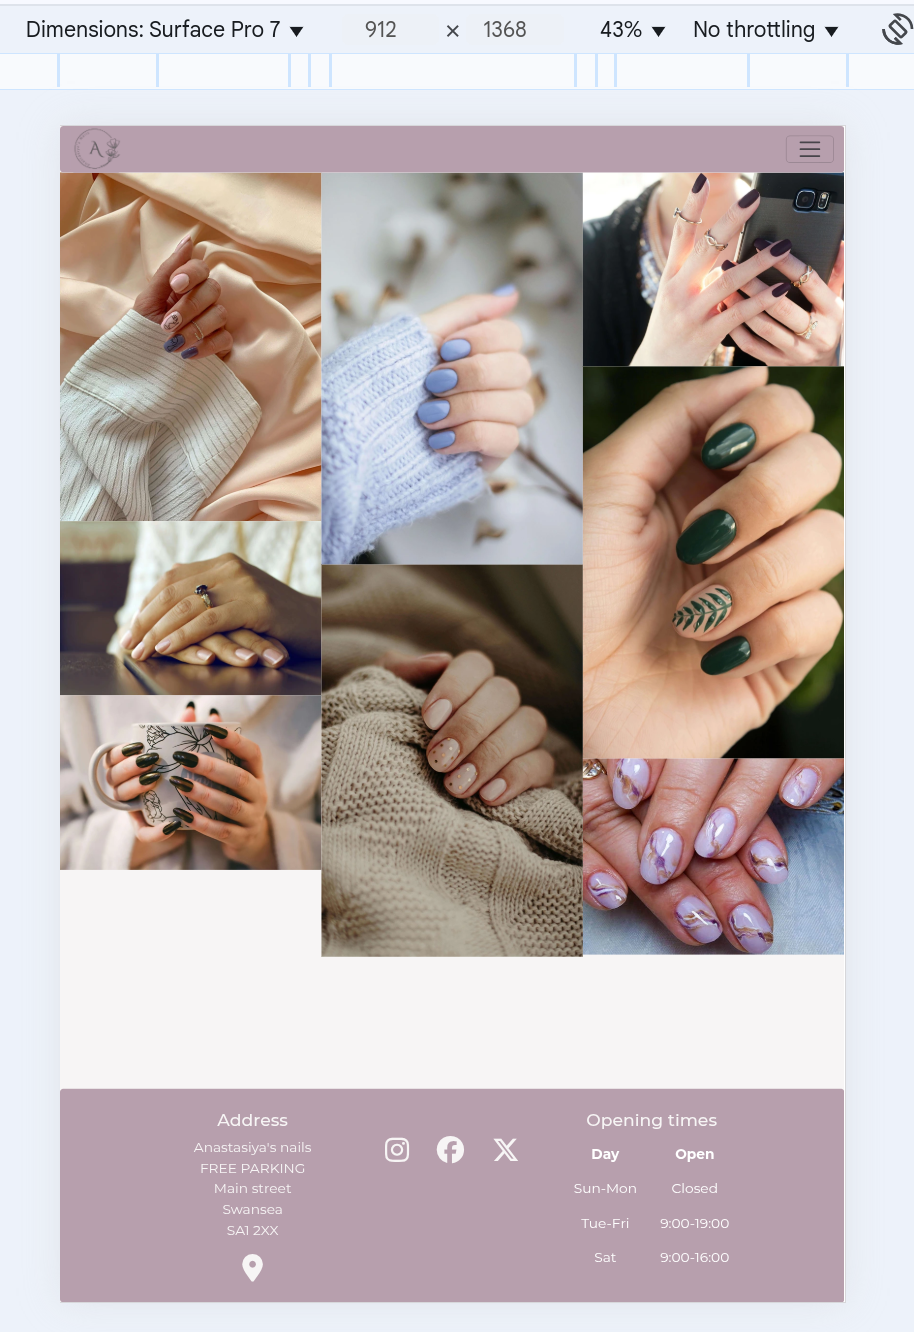 Dimensions: Surface Pro 7 ▼ 912 × 1368 43% ▼ No throttling ▼
A
Address
Anastasiya's nails
FREE PARKING
Main street
Swansea
SA1 2XX
Opening times
Day Open
Sun-Mon Closed
Tue-Fri 9:00-19:00
Sat 9:00-16:00